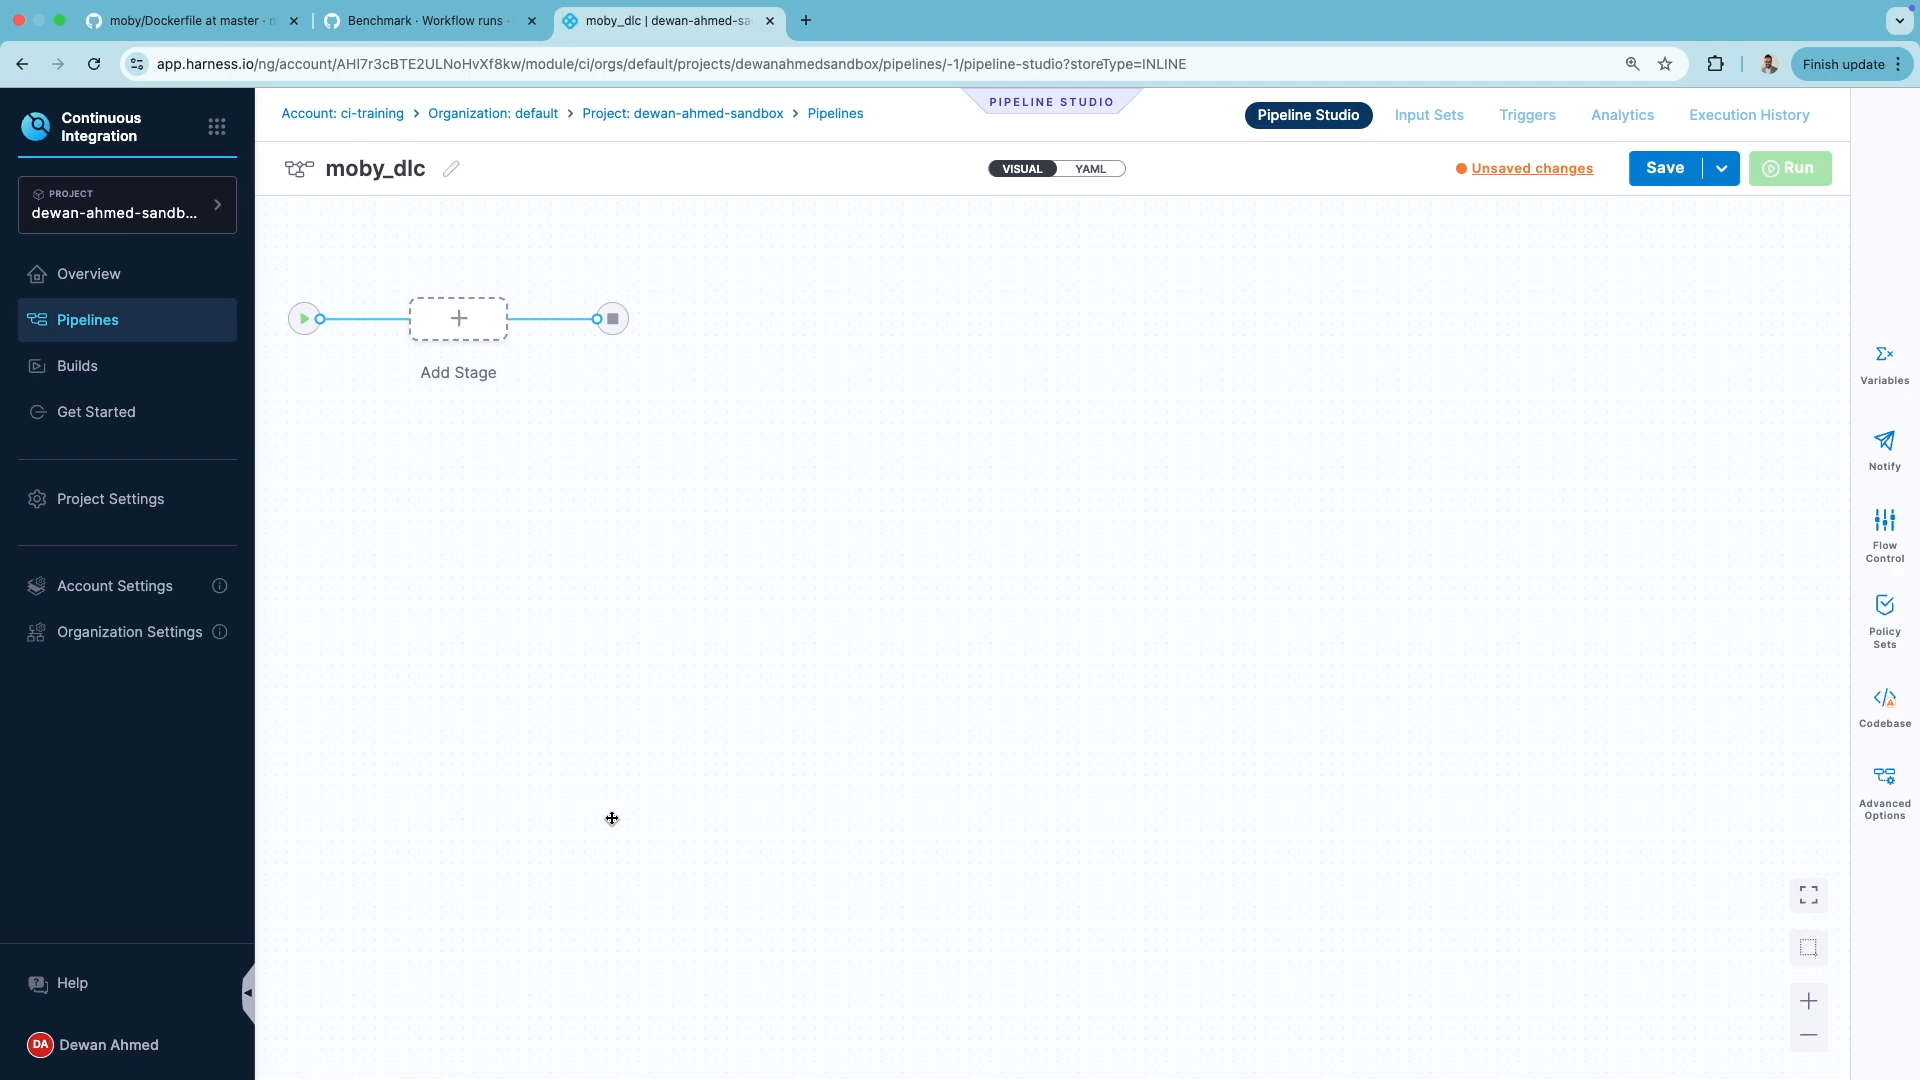 moby/Dockerfile at master ·
Benchmark · Workflow runs ·
moby_dlc | dewan-ahmed-sa
app.harness.io/ng/account/AHI7r3cBTE2ULNoHvXf8kw/module/ci/orgs/default/projects/dewanahmedsandbox/pipelines/-1/pipeline-studio?storeType=INLINE
Finish update
Continuous
Integration
PROJECT
dewan-ahmed-sandb...
Overview
Pipelines
Builds
Get Started
Project Settings
Account Settings
Organization Settings
Help
DA
Dewan Ahmed
Account: ci-training > Organization: default > Project: dewan-ahmed-sandbox > Pipelines
PIPELINE STUDIO
Pipeline Studio
Input Sets
Triggers
Analytics
Execution History
moby_dlc
VISUAL
YAML
Unsaved changes
Save
Run
Add Stage
Variables
Notify
Flow
Control
Policy
Sets
Codebase
Advanced
Options